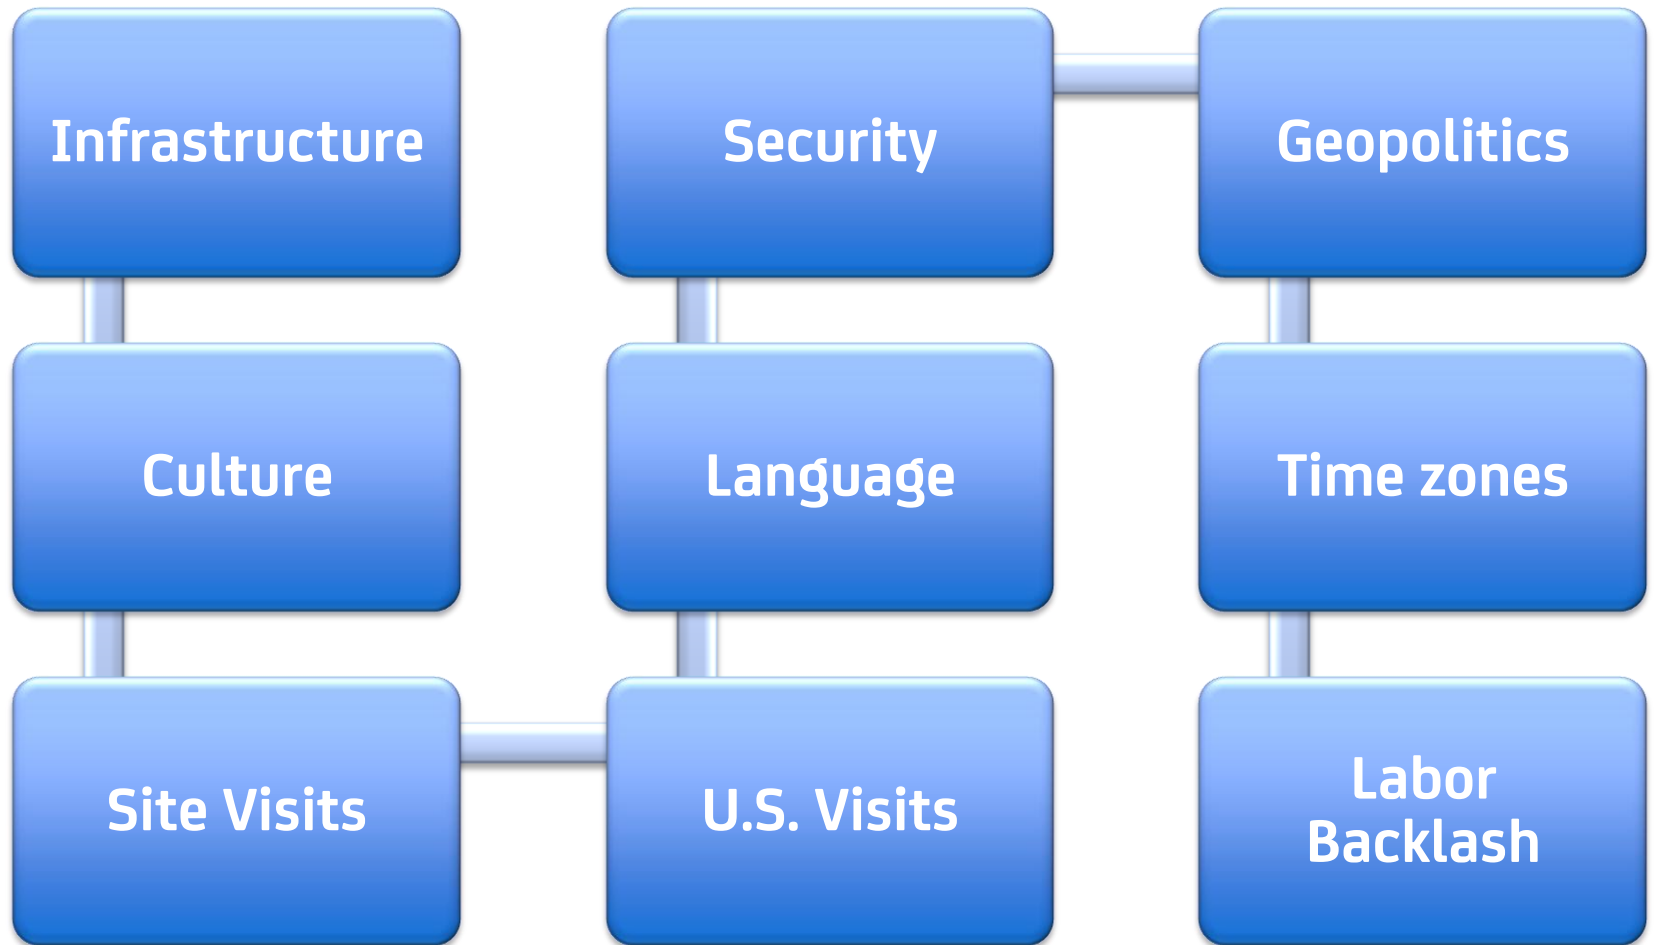 Infrastructure
Security
Geopolitics
Culture
Language
Time zones
Site Visits
U.S. Visits
Labor
Backlash